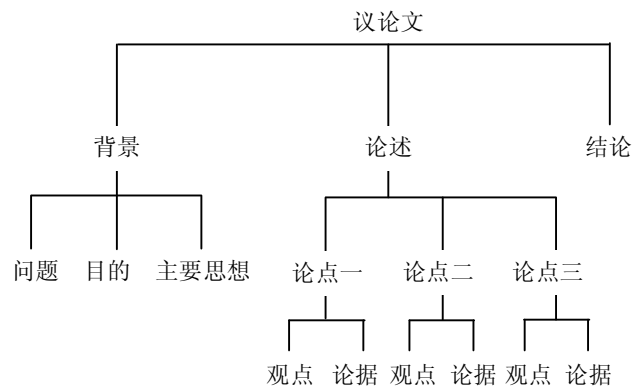 议论文
背景 论述 结论
问题 目的 主要思想 论点一 论点二 论点三
观点 论据 观点 论据 观点 论据